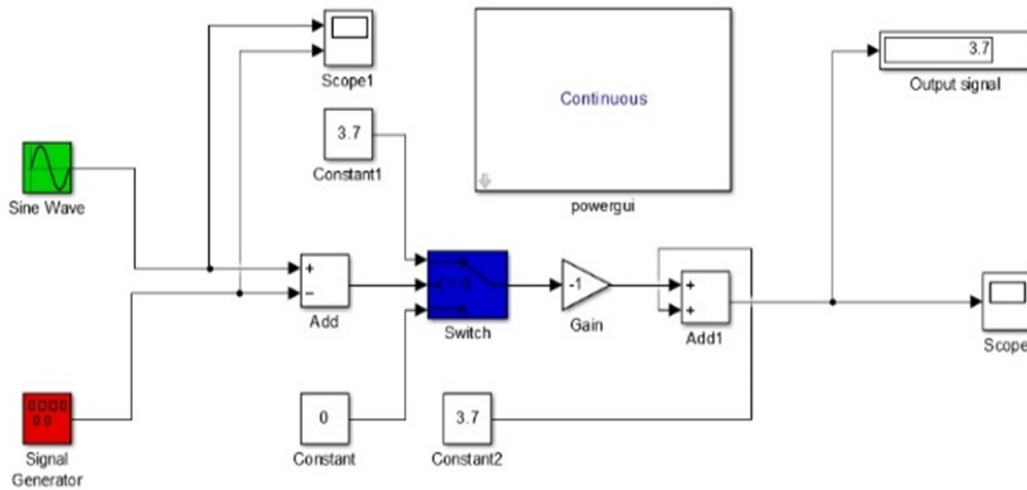 Scope1
3.7
Constant1
Continuous
powergui
3.7
Output signal
Sine Wave
+
−
Add
Switch
-1
Gain
+
+
Add1
Scope
Signal
Generator
0
Constant
3.7
Constant2